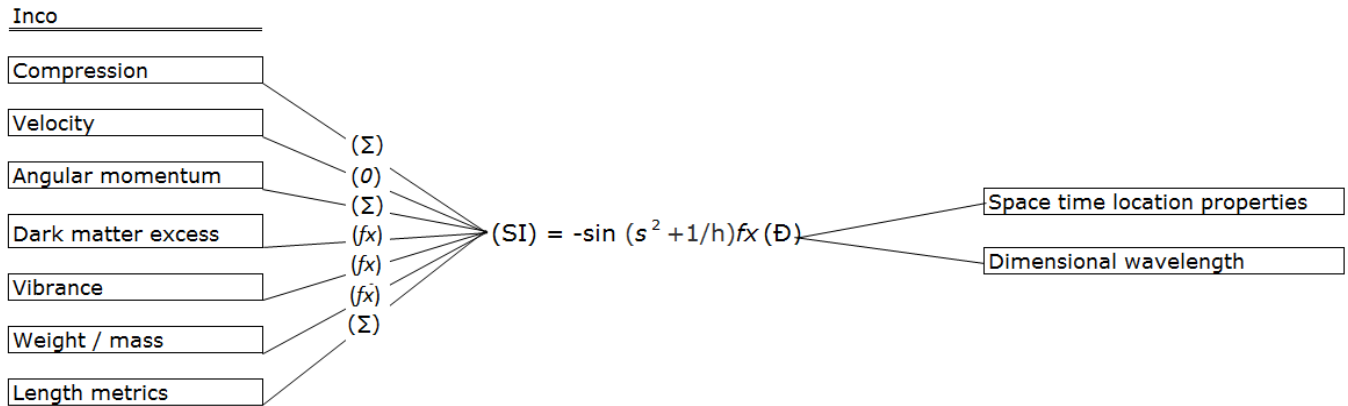 Inco
Compression
Velocity
Angular momentum
Dark matter excess
Vibrance
Weight / mass
Length metrics
(Σ)
(0)
(Σ)
(fx)
(fx)
(fx)
(Σ)
(SI) = -sin (s² +1/h)fx (Đ)
Space time location properties
Dimensional wavelength